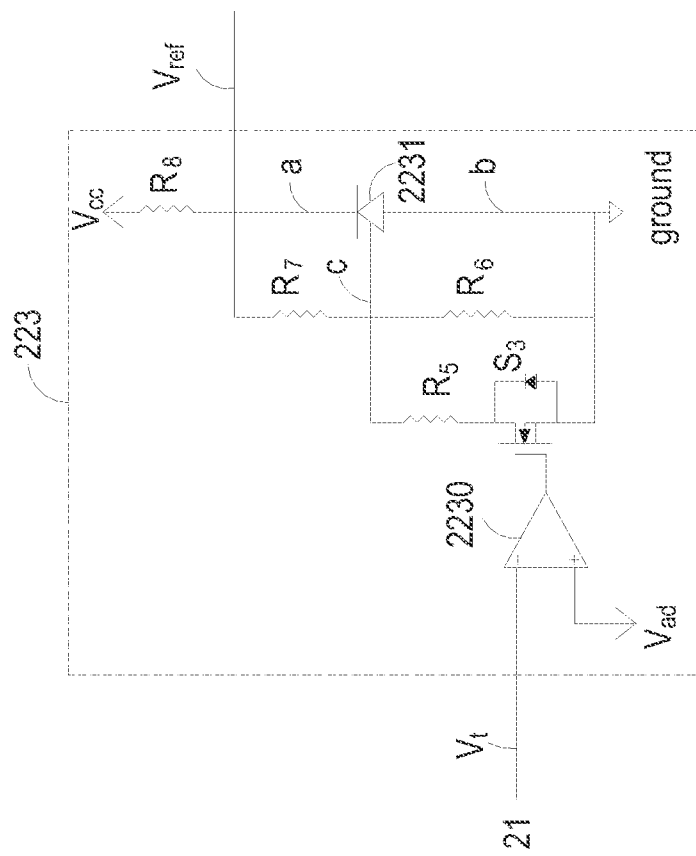 223
V_cc
R_8
V_ref
R_7
a
c
2231
R_6
b
R_5
S_3
ground
2230
−
+
V_t
V_ad
21